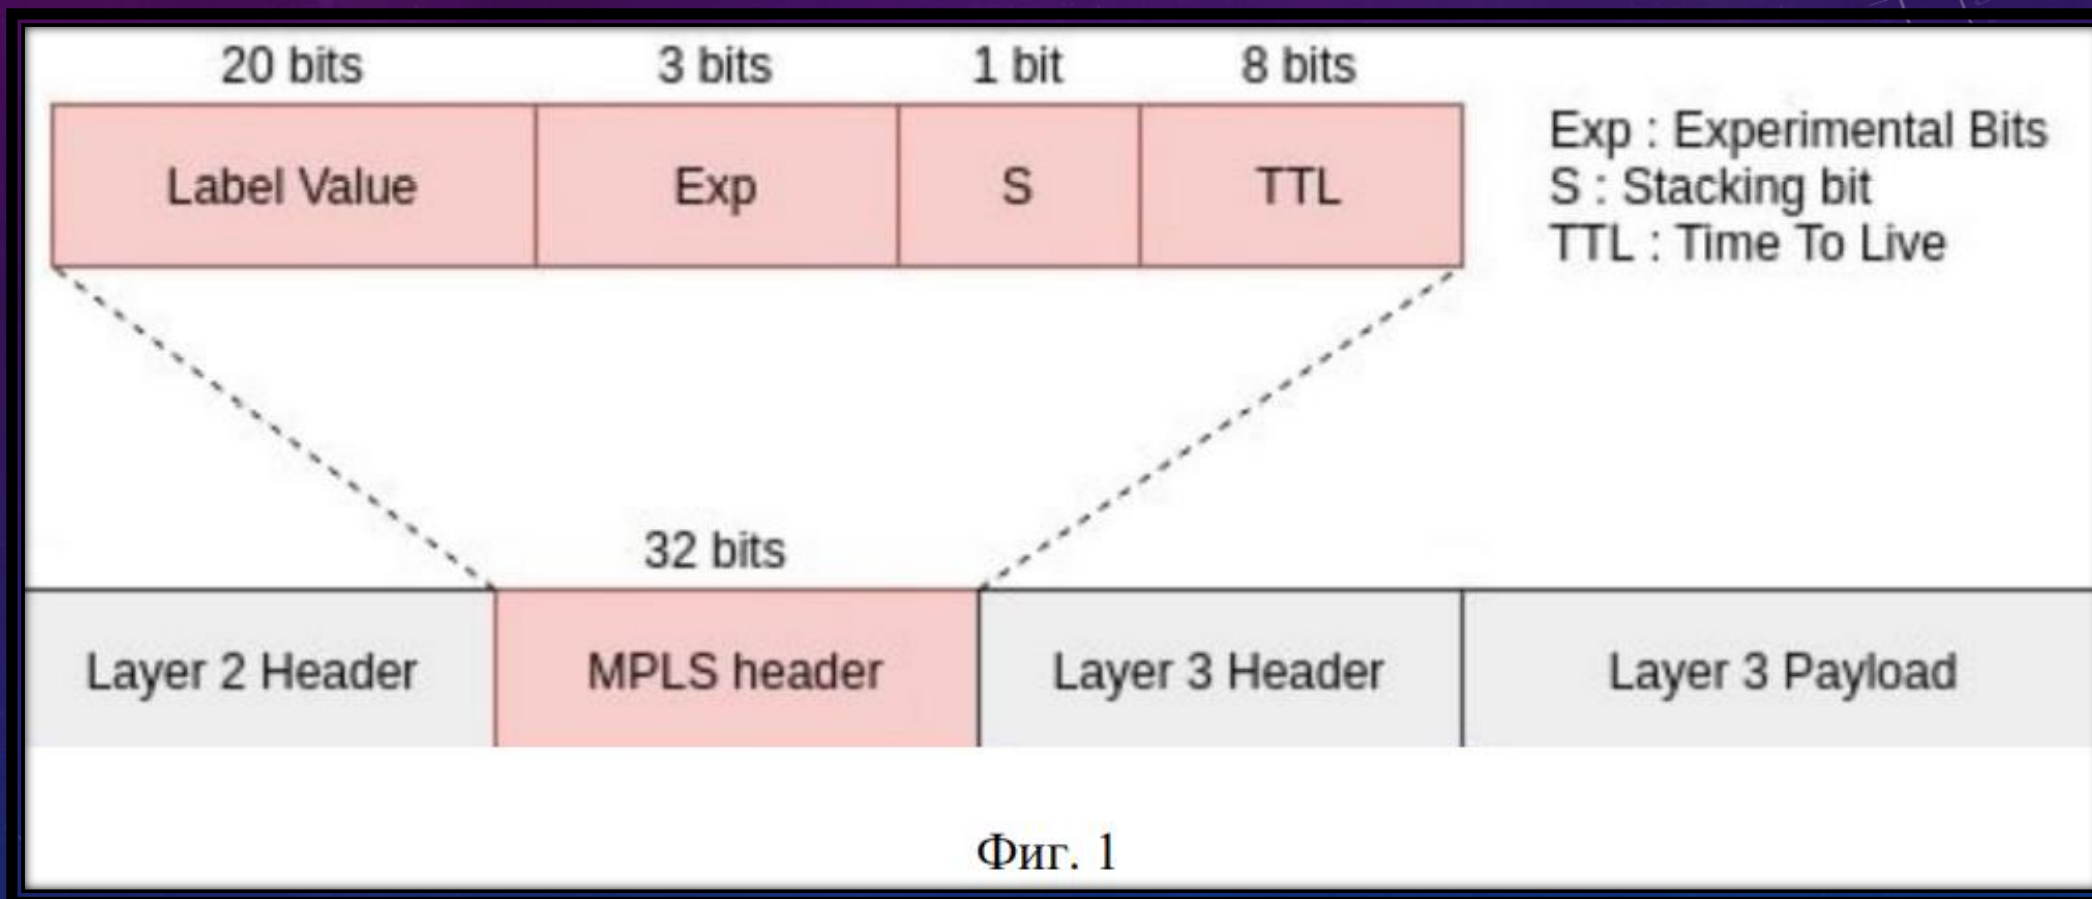 20 bits 3 bits 1 bit 8 bits
Label Value Exp S TTL
Exp : Experimental Bits
S : Stacking bit
TTL : Time To Live
32 bits
Layer 2 Header MPLS header Layer 3 Header Layer 3 Payload
Фиг. 1